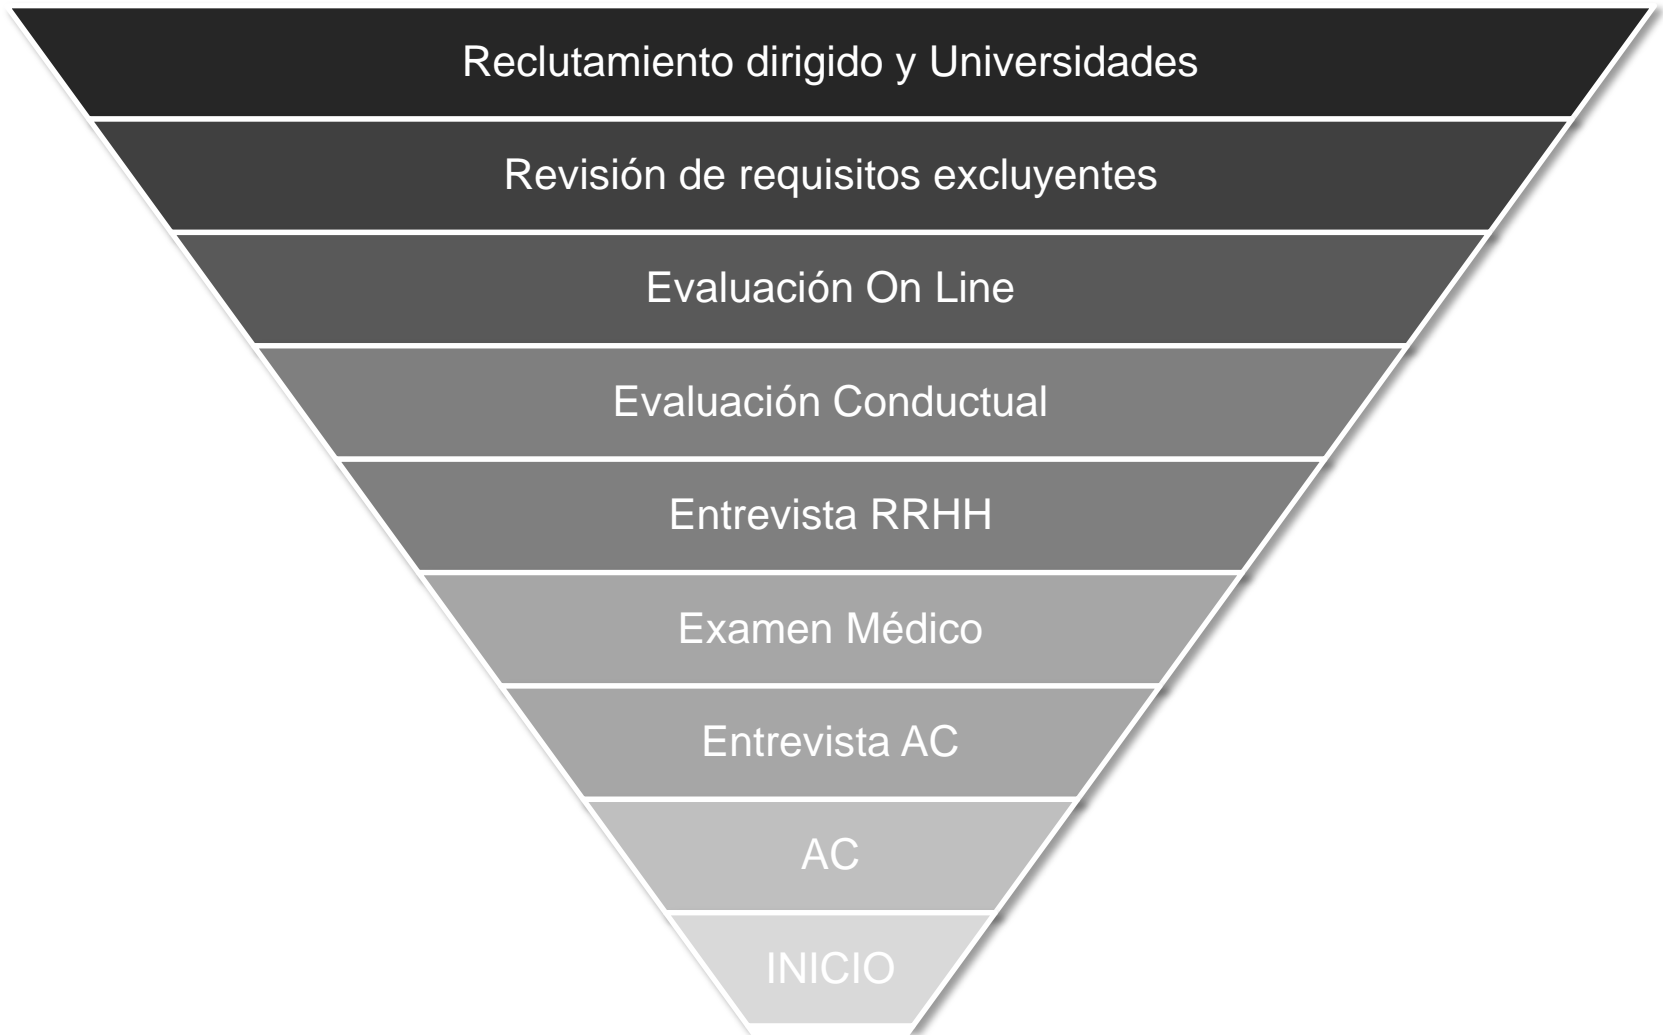 Reclutamiento dirigido y Universidades
Revisión de requisitos excluyentes
Evaluación On Line
Evaluación Conductual
Entrevista RRHH
Examen Médico
Entrevista AC
AC
INICIO